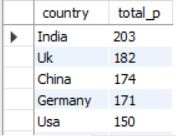 country total_p
India 203
Uk 182
China 174
Germany 171
Usa 150